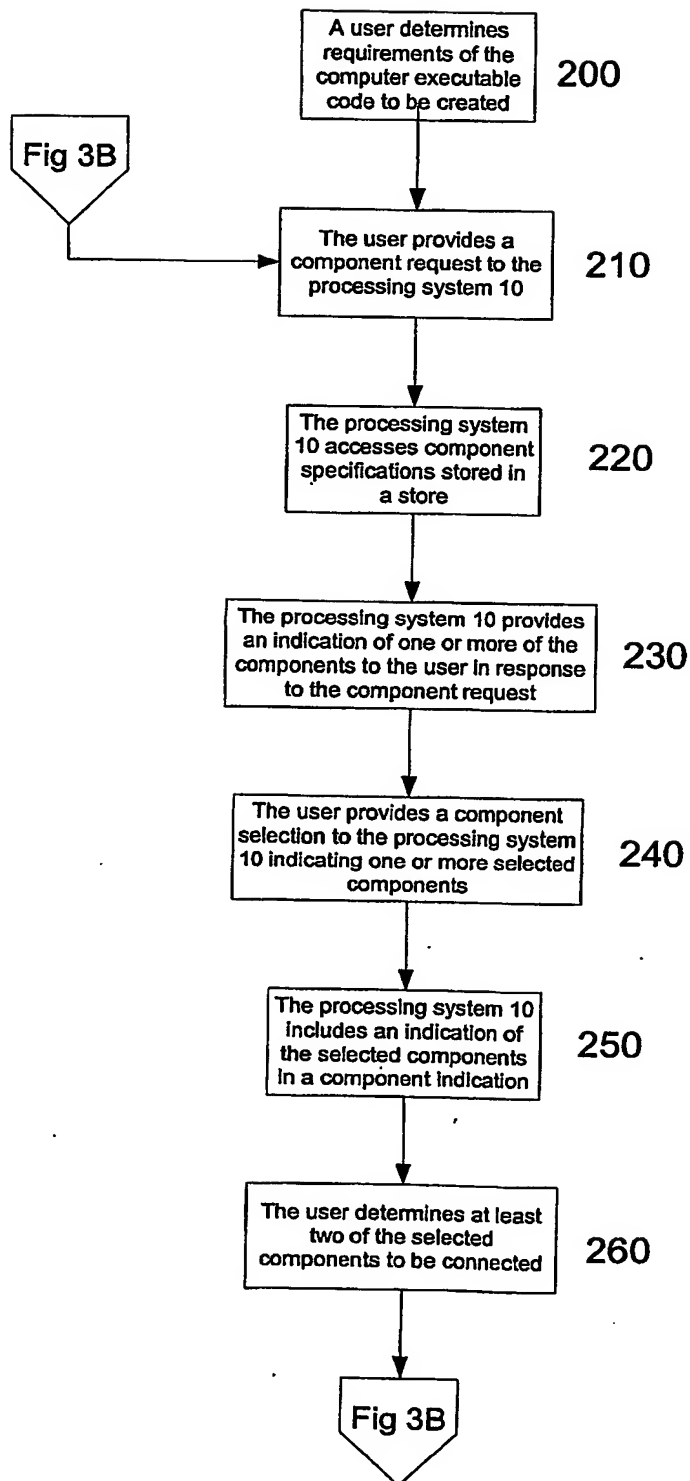 A user determines
requirements of the
computer executable
code to be created
200
Fig 3B
The user provides a
component request to the
processing system 10
210
The processing system
10 accesses component
specifications stored in
a store
220
The processing system 10 provides
an indication of one or more of the
components to the user in response
to the component request
230
The user provides a component
selection to the processing system
10 indicating one or more selected
components
240
The processing system 10
includes an indication of
the selected components
in a component indication
250
The user determines at least
two of the selected
components to be connected
260
Fig 3B